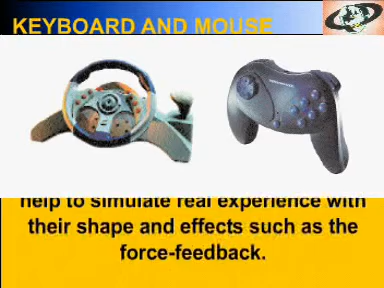 KEYBOARD AND MOUSE
help to simulate real experience with
their shape and effects such as the
force-feedback.